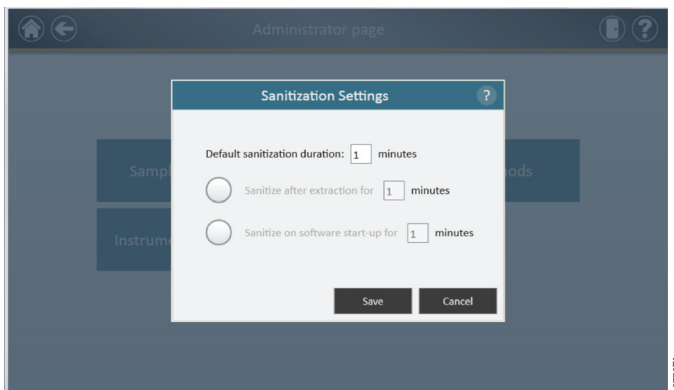 Administrator page
?
Sanitization Settings
?
Default sanitization duration: 1 minutes
Sampl
ods
Sanitize after extraction for 1 minutes
Instrume
Sanitize on software start-up for 1 minutes
Save
Cancel